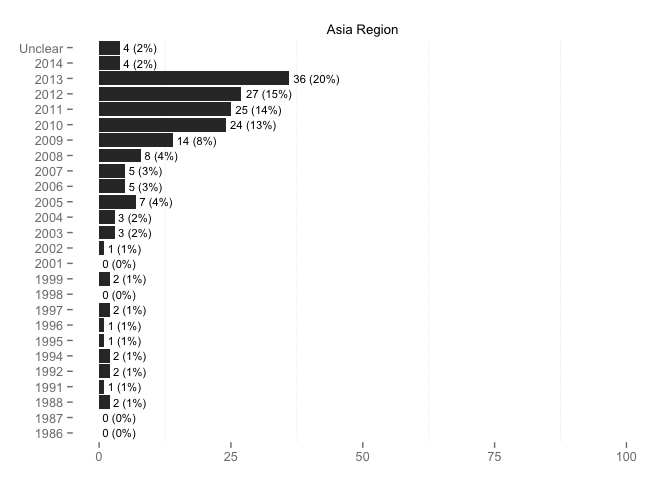 Asia Region
Unclear 4 (2%)
2014 4 (2%)
2013 36 (20%)
2012 27 (15%)
2011 25 (14%)
2010 24 (13%)
2009 14 (8%)
2008 8 (4%)
2007 5 (3%)
2006 5 (3%)
2005 7 (4%)
2004 3 (2%)
2003 3 (2%)
2002 1 (1%)
2001 0 (0%)
1999 2 (1%)
1998 0 (0%)
1997 2 (1%)
1996 1 (1%)
1995 1 (1%)
1994 2 (1%)
1992 2 (1%)
1991 1 (1%)
1988 2 (1%)
1987 0 (0%)
1986 0 (0%)
0 25 50 75 100